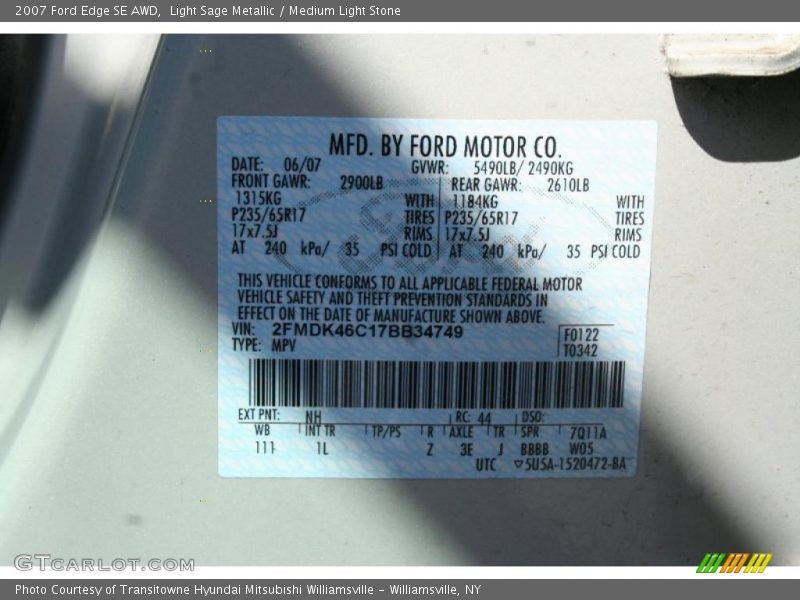 2007 Ford Edge SE AWD,  Light Sage Metallic / Medium Light Stone
MFD. BY FORD MOTOR CO.
DATE: 06/07 GVWR: 5490LB/ 2490KG
FRONT GAWR: 2900LB REAR GAWR: 2610LB
1315KG WITH 1184KG WITH
P235/65R17 TIRES P235/65R17 TIRES
17x7.5J RIMS 17x7.5J RIMS
AT 240 kPa/ 35 PSI COLD AT 240 kPa/ 35 PSI COLD
THIS VEHICLE CONFORMS TO ALL APPLICABLE FEDERAL MOTOR
VEHICLE SAFETY AND THEFT PREVENTION STANDARDS IN
EFFECT ON THE DATE OF MANUFACTURE SHOWN ABOVE.
VIN: 2FMDK46C17BB34749
TYPE: MPV
F0122
T0342
EXT PNT: NH RC: 44 DSO:
WB INT TR TP/PS R AXLE TR SPR 7Q11A
111 1L Z 3E J BBBB W05
UTC ▽5U5A-1520472-BA
GTCARLOT.COM
Photo Courtesy of Transitowne Hyundai Mitsubishi Williamsville - Williamsville, NY